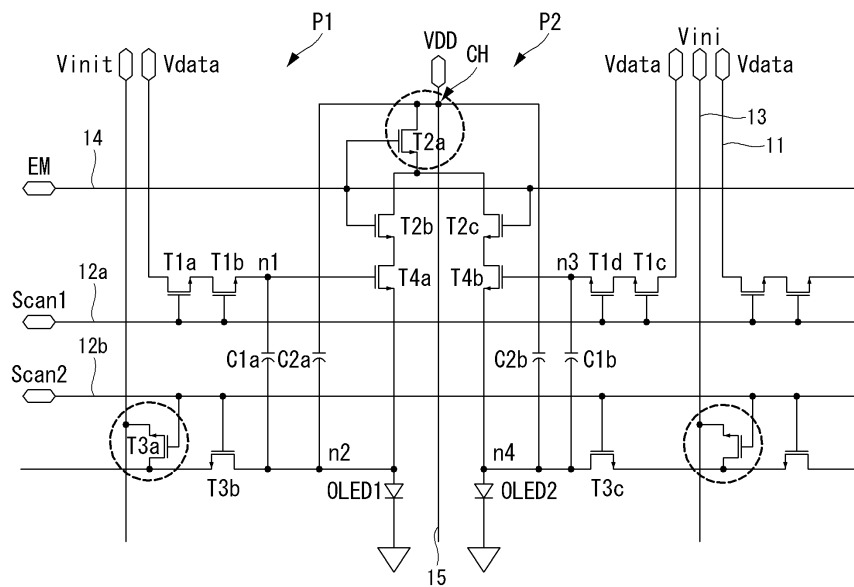 P1
P2
VDD
Vini
Vinit
Vdata
CH
Vdata
Vdata
13
14
T2a
11
EM
T2b
T2c
12a
T1a
T1b
n1
T4a
T4b
n3
T1d
T1c
Scan1
12b
C1a
C2a
C2b
C1b
Scan2
T3a
n2
n4
T3b
OLED1
OLED2
T3c
15